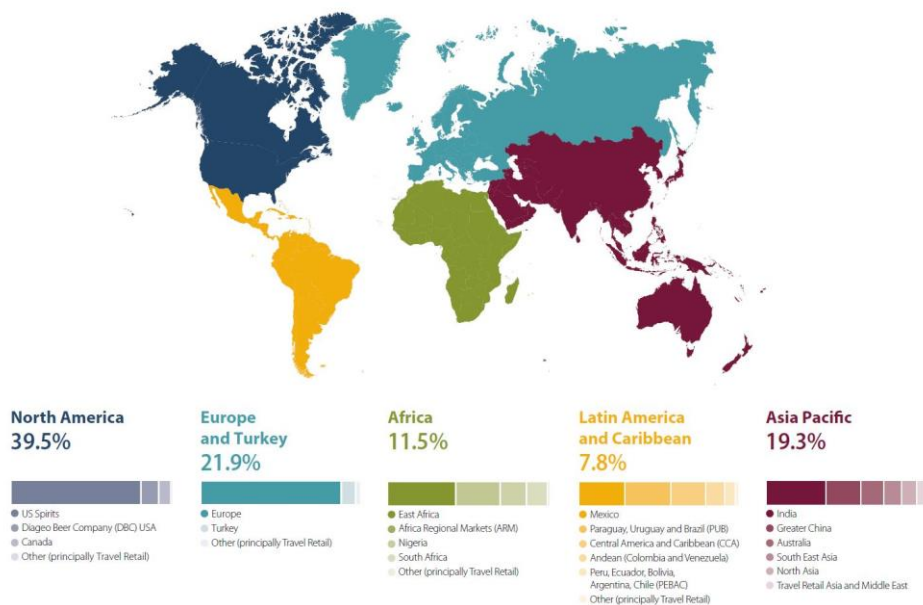 North America
39.5%
US Spirits
Diageo Beer Company (DBC) USA
Canada
Other (principally Travel Retail)
Europe
and Turkey
21.9%
Europe
Turkey
Other (principally Travel Retail)
Africa
11.5%
East Africa
Africa Regional Markets (ARM)
Nigeria
South Africa
Other (principally Travel Retail)
Latin America
and Caribbean
7.8%
Mexico
Paraguay, Uruguay and Brazil (PUB)
Central America and Caribbean (CCA)
Andean (Colombia and Venezuela)
Peru, Ecuador, Bolivia,
Argentina, Chile (PEBAC)
Other (principally Travel Retail)
Asia Pacific
19.3%
India
Greater China
Australia
South East Asia
North Asia
Travel Retail Asia and Middle East